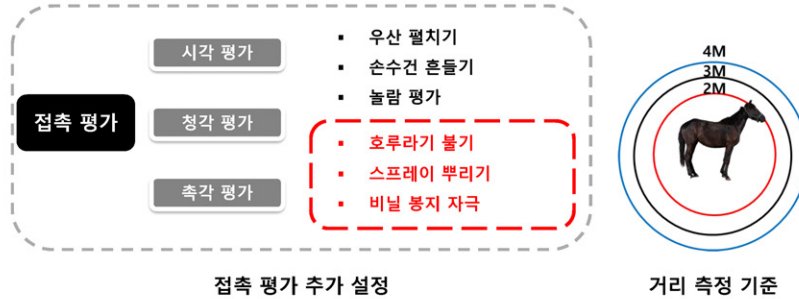 접촉 평가
시각 평가
청각 평가
촉각 평가
▪ 우산 펼치기
▪ 손수건 흔들기
▪ 놀람 평가
▪ 호루라기 불기
▪ 스프레이 뿌리기
▪ 비닐 봉지 자극
접촉 평가 추가 설정
4M
3M
2M
거리 측정 기준